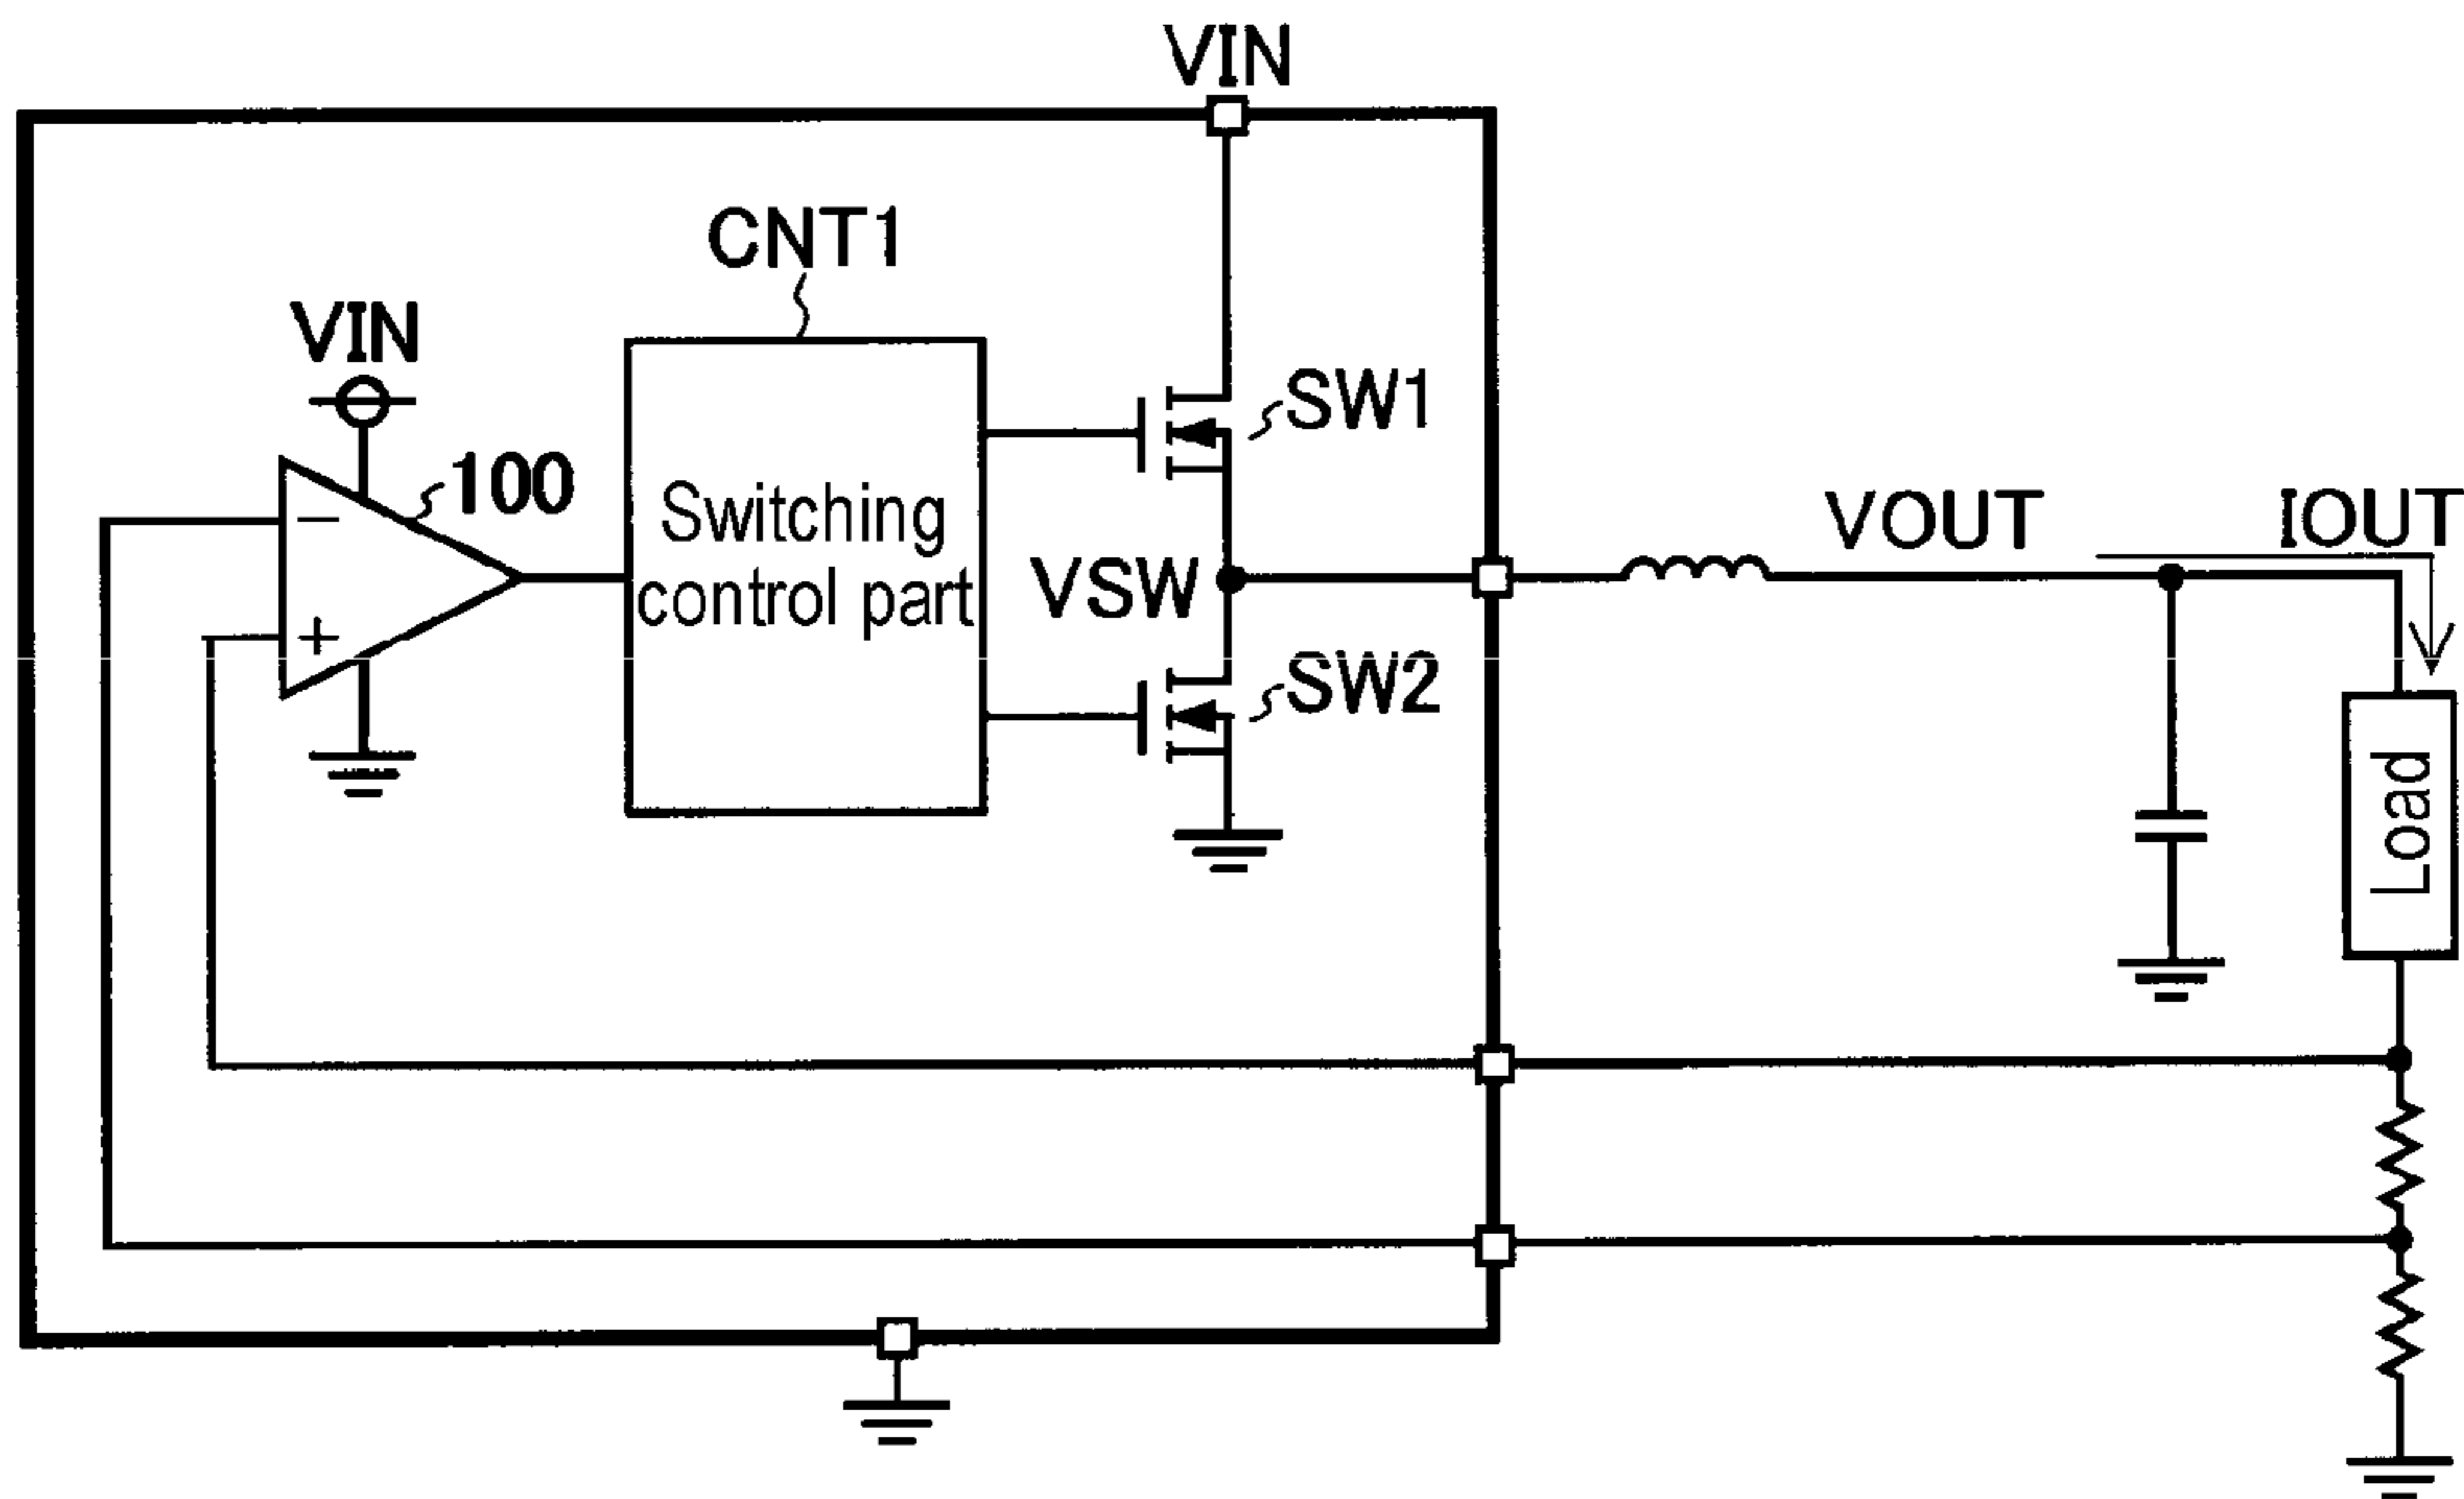 VIN
CNT1
VIN
SW1
100
Switching
control part
VSW
VOUT
IOUT
−
+
SW2
Load